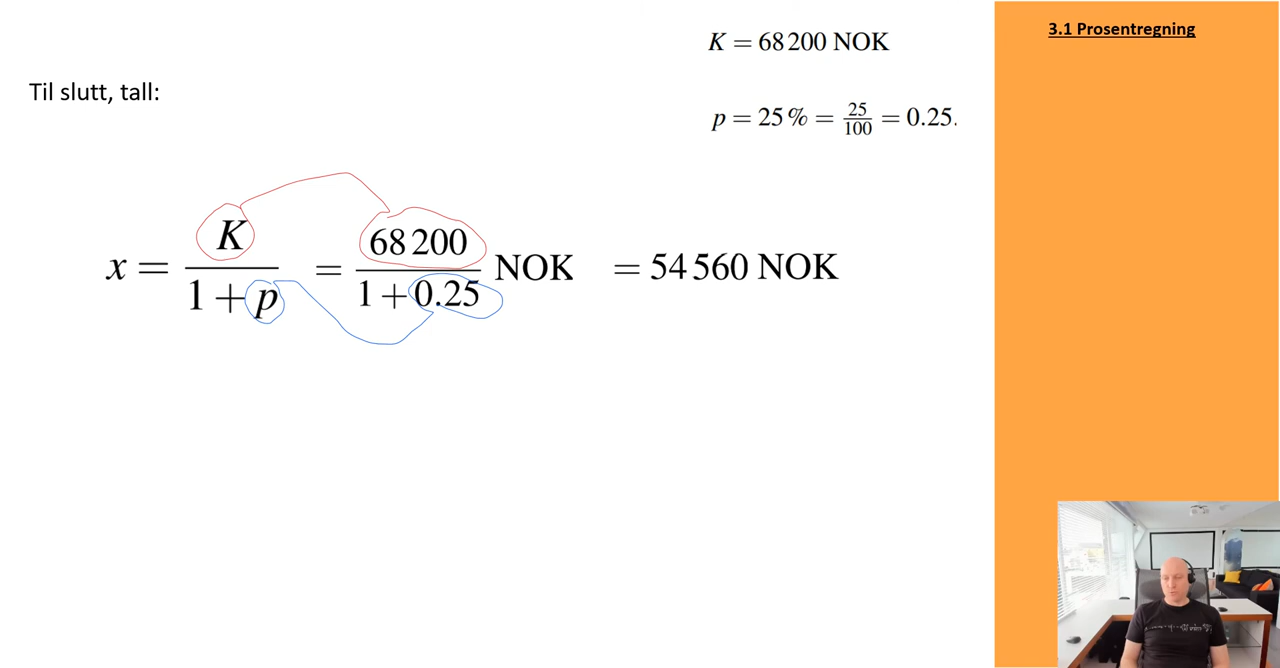 3.1 Prosentregning
K = 68 200 NOK
Til slutt, tall:
p = 25 % = 25/100 = 0.25.
x = K/(1 + p) = 68 200/(1 + 0.25) NOK = 54 560 NOK